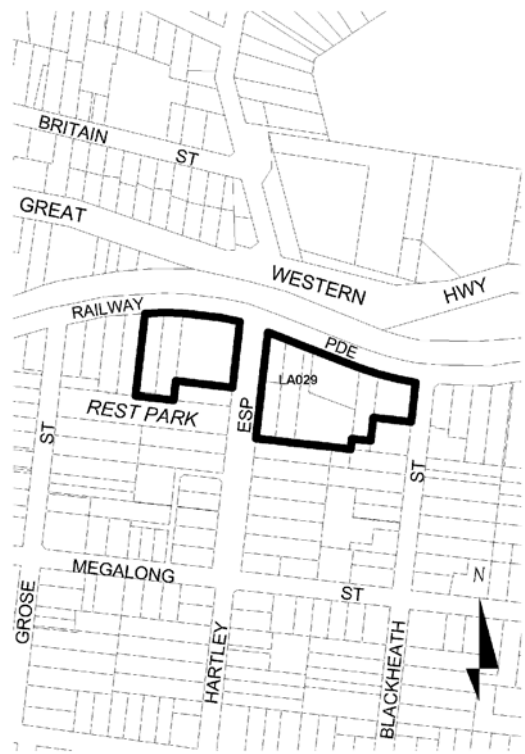 BRITAIN ST
GREAT WESTERN HWY
RAILWAY PDE
LA029
REST PARK
ESP
ST
ST
MEGALONG ST
N
GROSE
HARTLEY
BLACKHEATH